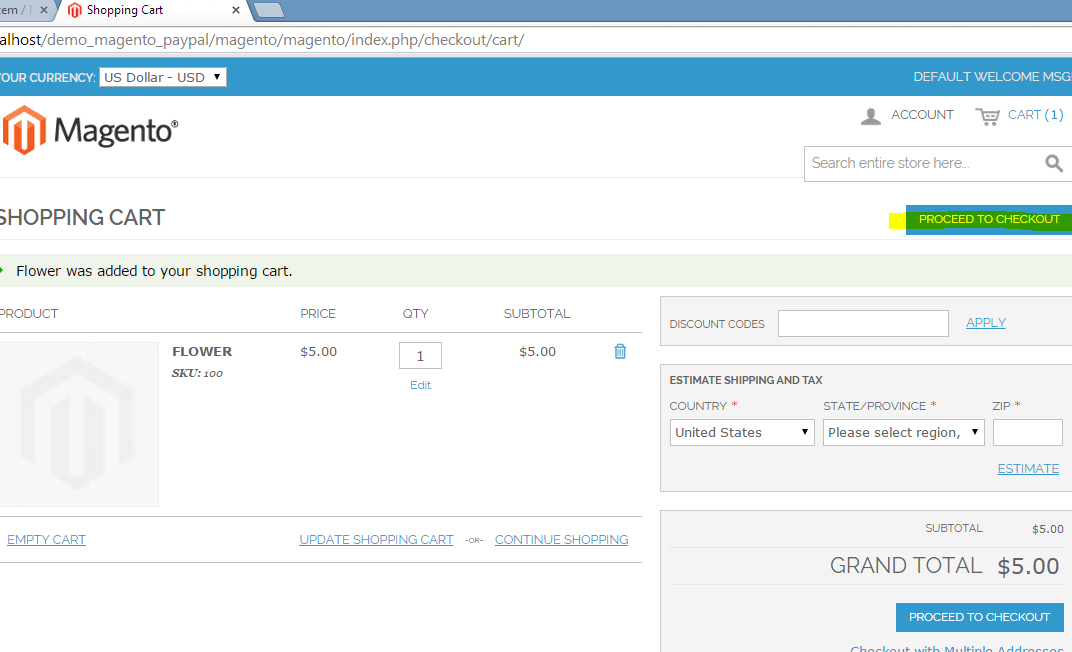 tem /
Shopping Cart
alhost/demo_magento_paypal/magento/magento/index.php/checkout/cart/
YOUR CURRENCY: US Dollar - USD
DEFAULT WELCOME MSG
Magento®
ACCOUNT
CART (1)
Search entire store here...
SHOPPING CART
PROCEED TO CHECKOUT
Flower was added to your shopping cart.
PRODUCT PRICE QTY SUBTOTAL
FLOWER $5.00 1 $5.00
SKU: 100
Edit
EMPTY CART UPDATE SHOPPING CART -OR- CONTINUE SHOPPING
DISCOUNT CODES APPLY
ESTIMATE SHIPPING AND TAX
COUNTRY * STATE/PROVINCE * ZIP *
United States Please select region,
ESTIMATE
SUBTOTAL $5.00
GRAND TOTAL $5.00
PROCEED TO CHECKOUT
Checkout with Multiple Addresses